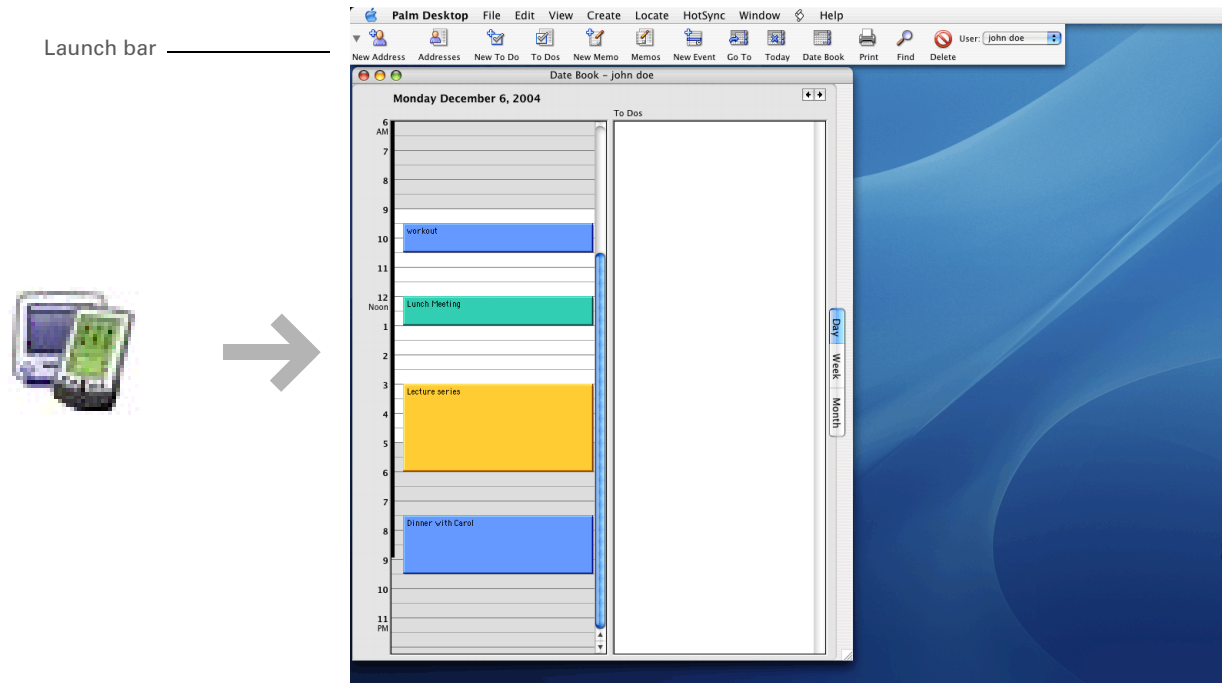 Palm Desktop File Edit View Create Locate HotSync Window Help
Launch bar
User: john doe
New Address Addresses New To Do To Dos New Memo Memos New Event Go To Today Date Book Print Find Delete
Date Book – john doe
Monday December 6, 2004
To Dos
6
AM
7
8
9
workout
10
11
12
Noon
Lunch Meeting
1
2
3
Lecture series
4
5
6
7
Dinner with Carol
8
9
10
11
PM
Day
Week
Month